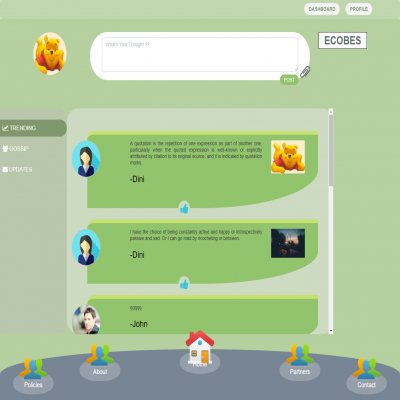 DASHBOARD
PROFILE
What's Your Thought ??
ECOBES
POST
TRENDING
GOSSIP
UPDATES
A quotation is the repetition of one expression as part of another one,
particularly when the quoted expression is well-known or explicitly
attributed by citation to its original source, and it is indicated by quotation
marks.
-Dini
I have the choice of being constantly active and happy or introspectively
passive and sad. Or I can go mad by ricocheting in between.
-Dini
-John
Home
About
Partners
Policies
Contact